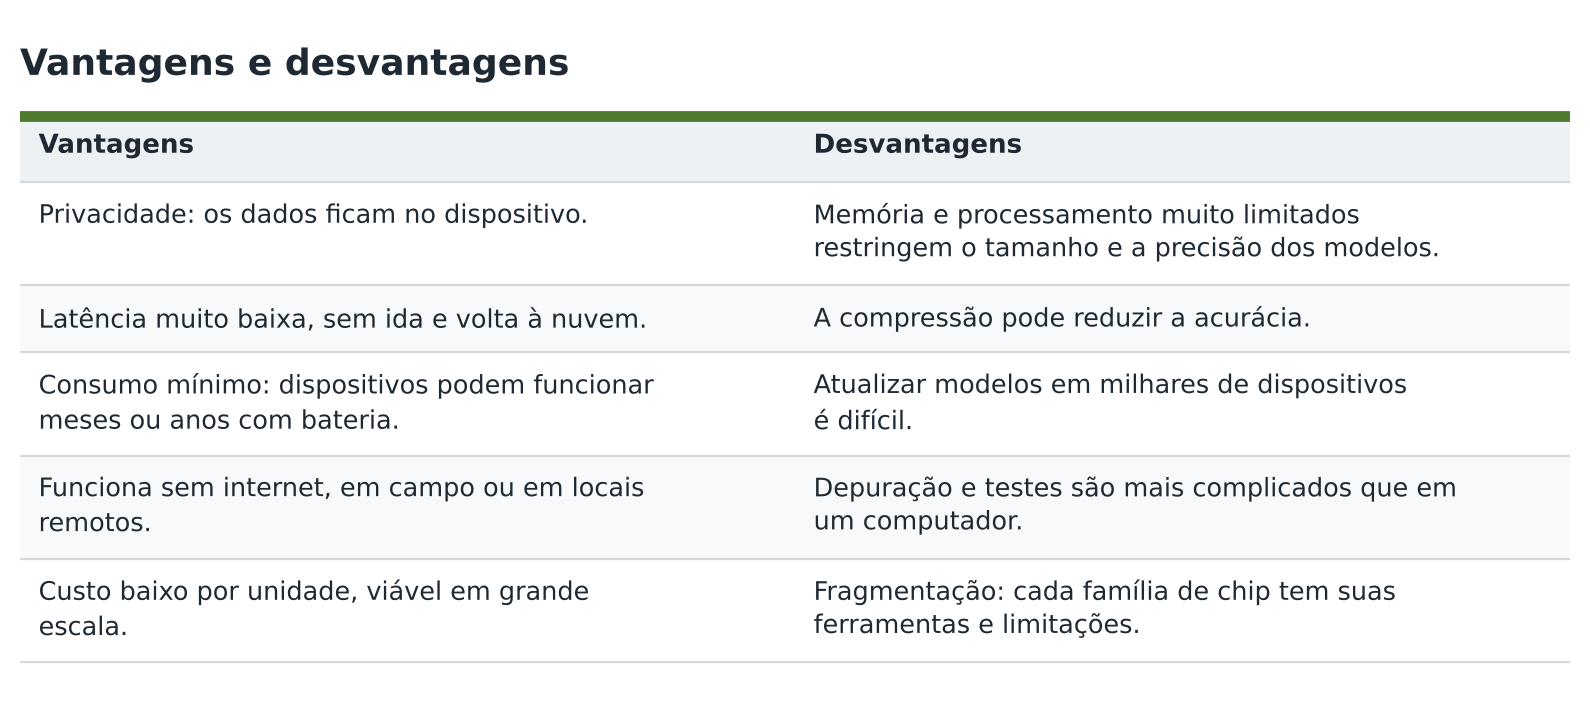 Vantagens e desvantagens
Vantagens
Desvantagens
Privacidade: os dados ficam no dispositivo.
Memória e processamento muito limitados
restringem o tamanho e a precisão dos modelos.
Latência muito baixa, sem ida e volta à nuvem.
A compressão pode reduzir a acurácia.
Consumo mínimo: dispositivos podem funcionar
meses ou anos com bateria.
Atualizar modelos em milhares de dispositivos
é difícil.
Funciona sem internet, em campo ou em locais
remotos.
Depuração e testes são mais complicados que em
um computador.
Custo baixo por unidade, viável em grande
escala.
Fragmentação: cada família de chip tem suas
ferramentas e limitações.